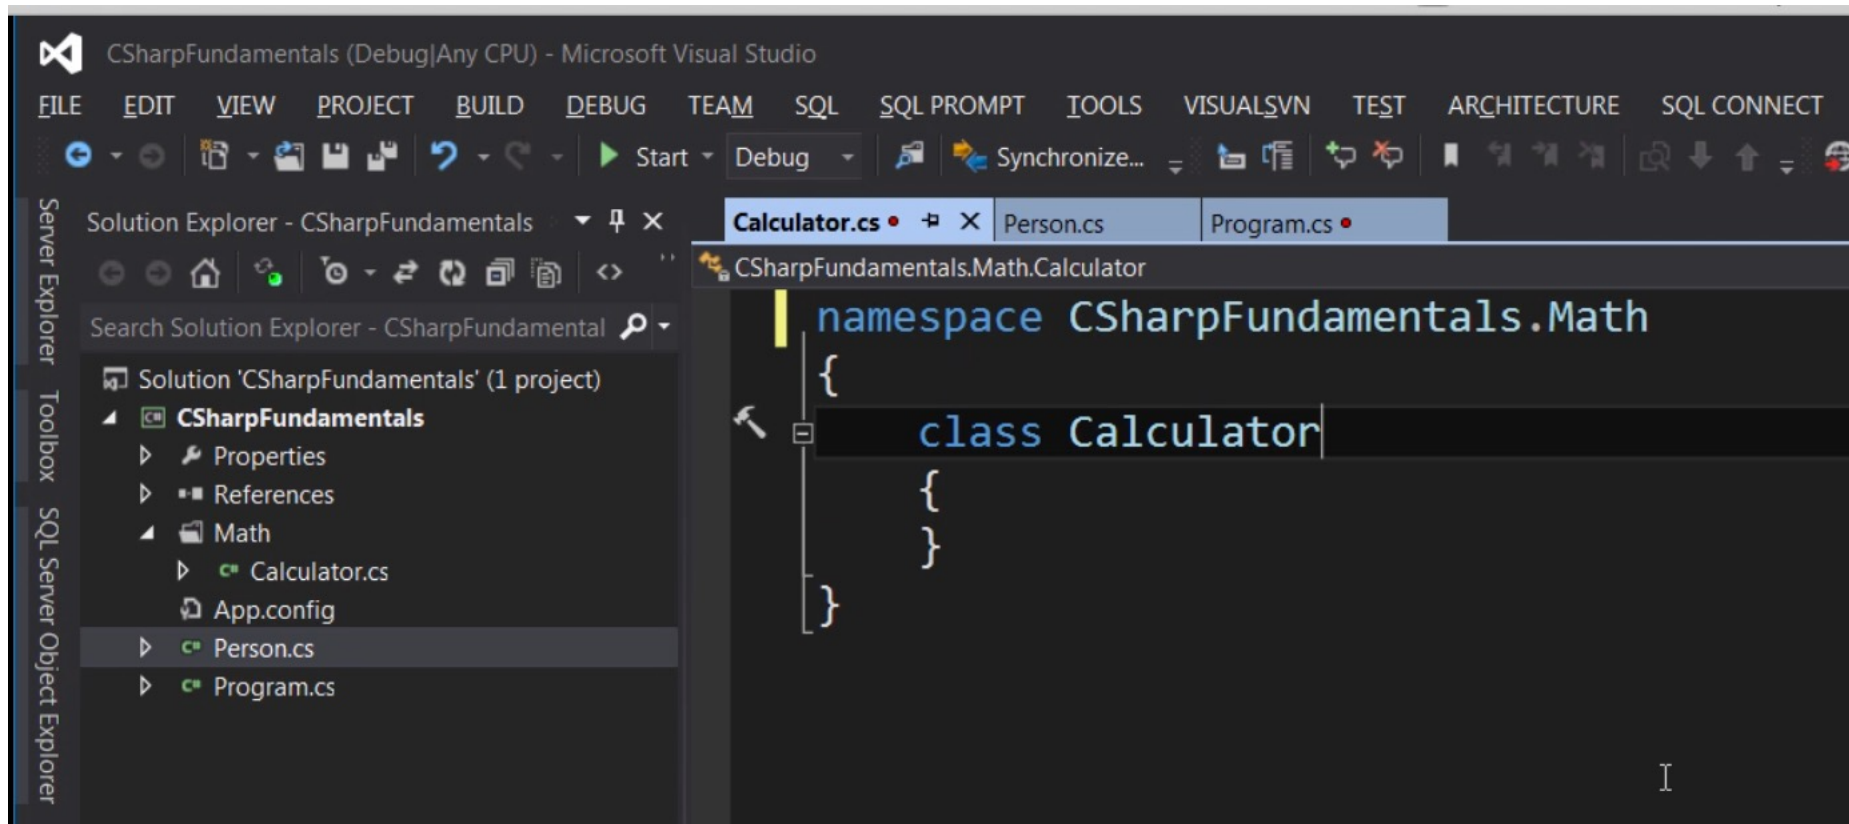 CSharpFundamentals (Debug|Any CPU) - Microsoft Visual Studio
FILE EDIT VIEW PROJECT BUILD DEBUG TEAM SQL SQL PROMPT TOOLS VISUALSVN TEST ARCHITECTURE SQL CONNECT
Start Debug Synchronize...
Server Explorer
Toolbox
SQL Server Object Explorer
Solution Explorer - CSharpFundamentals
Search Solution Explorer - CSharpFundamental
Solution 'CSharpFundamentals' (1 project)
C# CSharpFundamentals
Properties
References
Math
C# Calculator.cs
App.config
C# Person.cs
C# Program.cs
Calculator.cs Person.cs Program.cs
CSharpFundamentals.Math.Calculator
namespace CSharpFundamentals.Math
{
class Calculator
{
}
}